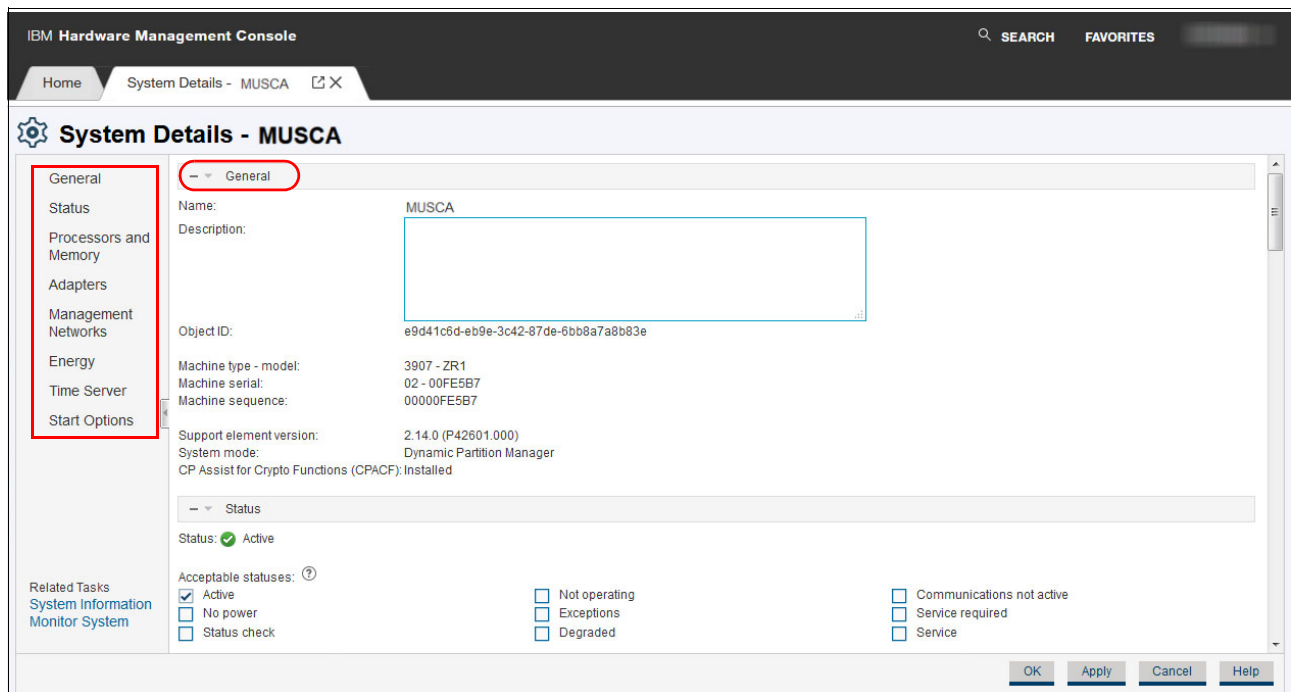 IBM Hardware Management Console
SEARCH
FAVORITES
Home
System Details - MUSCA
System Details - MUSCA
General
Status
Processors and
Memory
Adapters
Management
Networks
Energy
Time Server
Start Options
Related Tasks
System Information
Monitor System
General
Name: MUSCA
Description:
Object ID: e9d41c6d-eb9e-3c42-87de-6bb8a7a8b83e
Machine type - model: 3907 - ZR1
Machine serial: 02 - 00FE5B7
Machine sequence: 00000FE5B7
Support element version: 2.14.0 (P42601.000)
System mode: Dynamic Partition Manager
CP Assist for Crypto Functions (CPACF): Installed
Status
Status: Active
Acceptable statuses: ?
Active Not operating Communications not active
No power Exceptions Service required
Status check Degraded Service
OK Apply Cancel Help